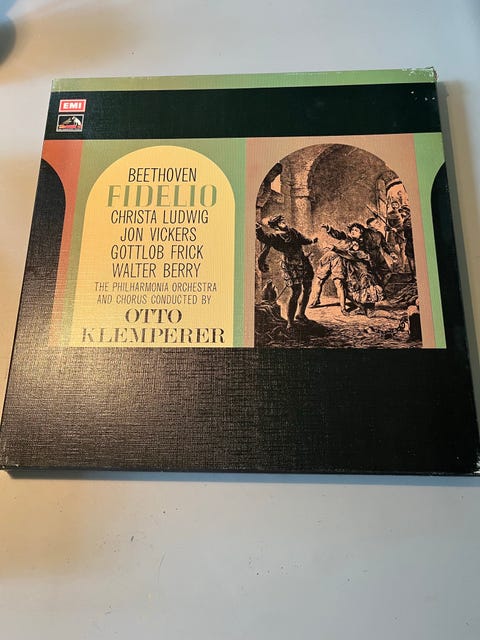 EMI
BEETHOVEN
FIDELIO
CHRISTA LUDWIG
JON VICKERS
GOTTLOB FRICK
WALTER BERRY
THE PHILHARMONIA ORCHESTRA
AND CHORUS CONDUCTED BY
OTTO
KLEMPERER